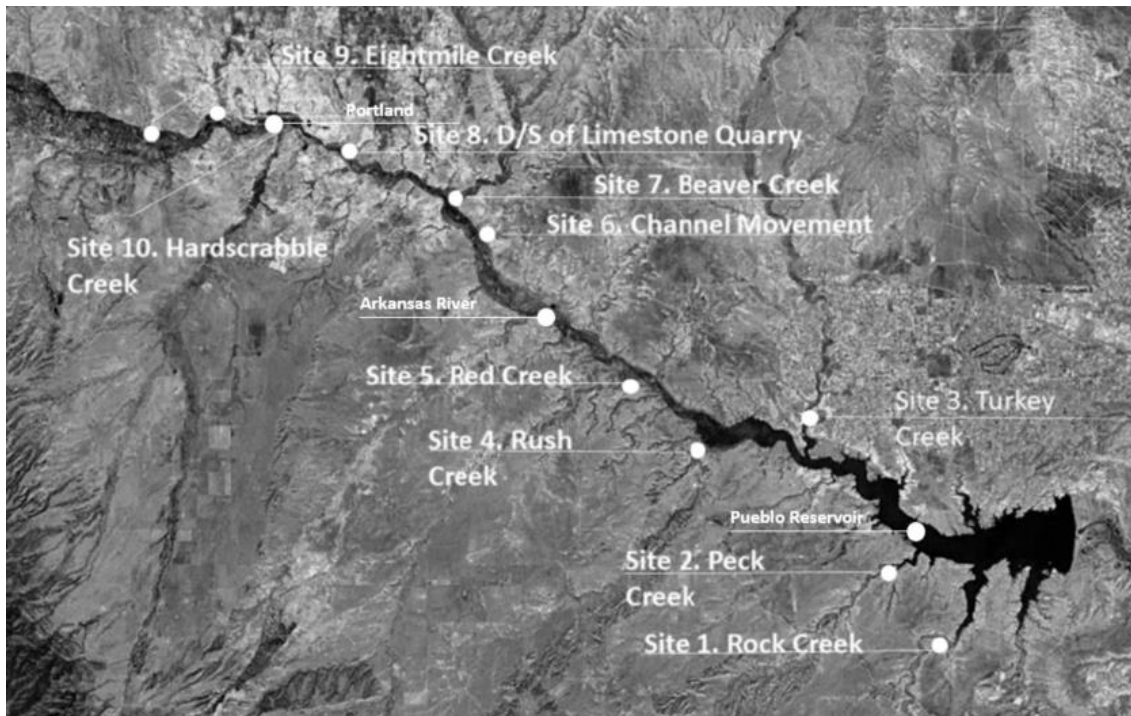 Site 9. Eightmile Creek
Portland
Site 8. D/S of Limestone Quarry
Site 7. Beaver Creek
Site 6. Channel Movement
Site 10. Hardscrabble
Creek
Arkansas River
Site 5. Red Creek
Site 3. Turkey
Creek
Site 4. Rush
Creek
Pueblo Reservoir
Site 2. Peck
Creek
Site 1. Rock Creek